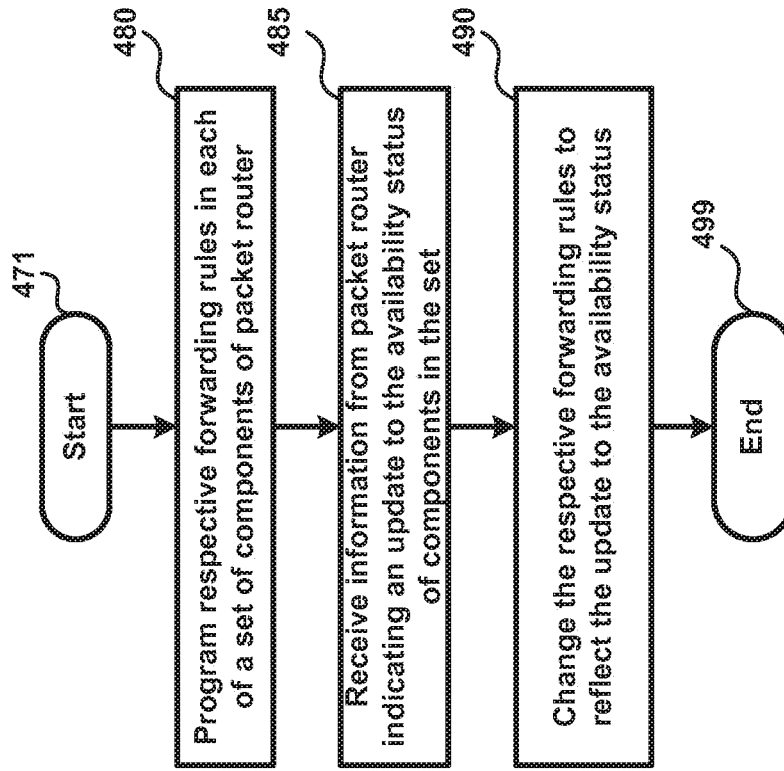 471
Start
480
Program respective forwarding rules in each
of a set of components of packet router
485
Receive information from packet router
indicating an update to the availability status
of components in the set
490
Change the respective forwarding rules to
reflect the update to the availability status
499
End